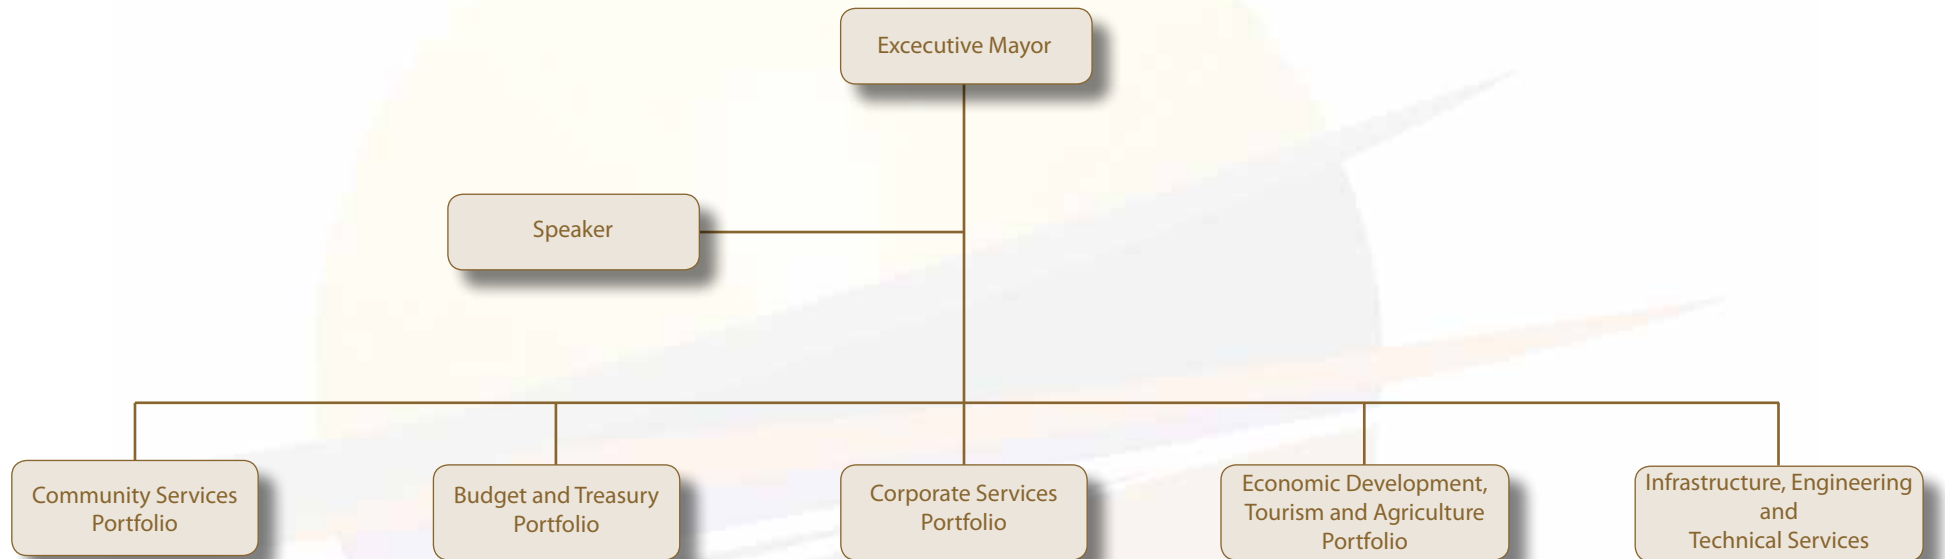 Excecutive Mayor
Speaker
Community Services
Portfolio
Budget and Treasury
Portfolio
Corporate Services
Portfolio
Economic Development,
Tourism and Agriculture
Portfolio
Infrastructure, Engineering
and
Technical Services